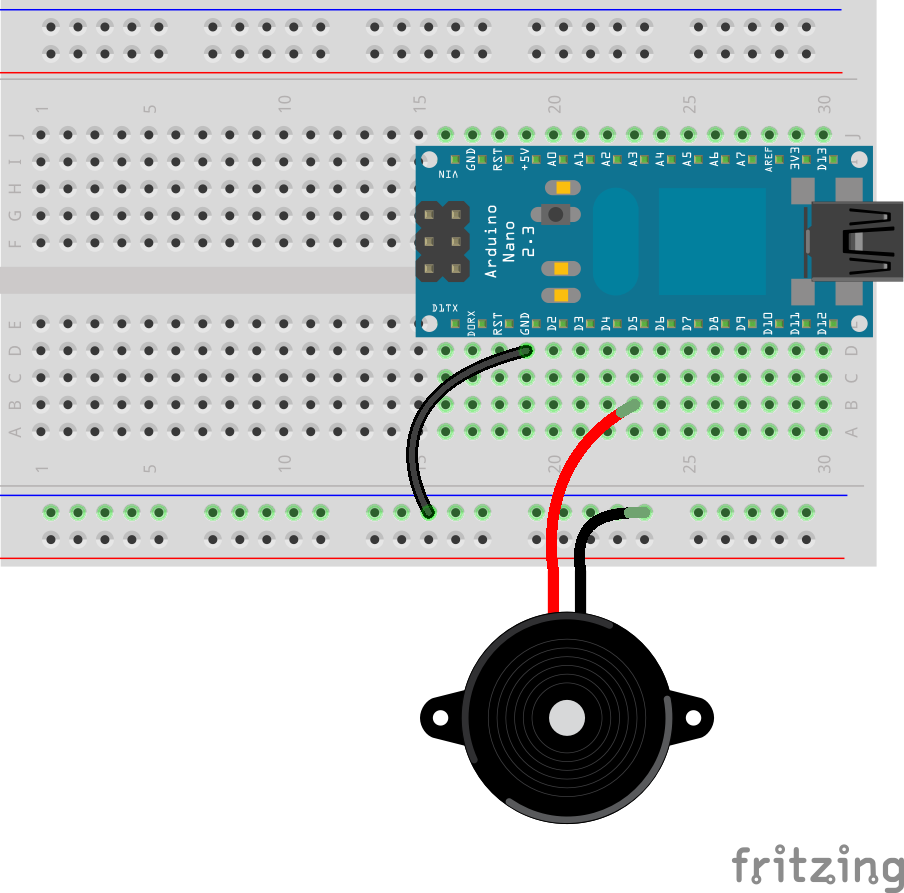 1 5 10 15 20 25 30
J J
I
H
G
F
VIN GND RST +5V A0 A1 A2 A3 A4 A5 A6 A7 AREF 3V3 D13
Arduino
Nano
2.3
D1TX D0RX RST GND D2 D3 D4 D5 D6 D7 D8 D9 D10 D11 D12
E
D D
C C
B B
A A
1 5 10 15 20 25 30
fritzing